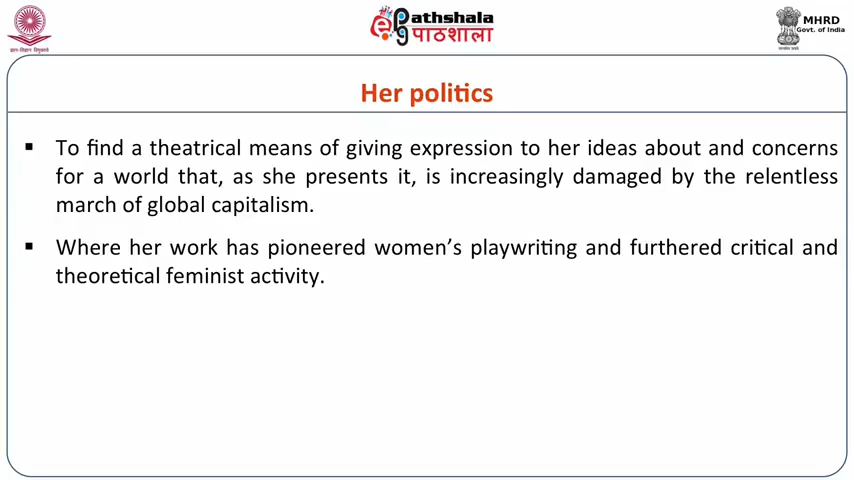 ज्ञान-विज्ञान विमुक्तये
ePathshala
पाठशाला
MHRD
Govt. of India
Her politics
▪ To find a theatrical means of giving expression to her ideas about and concerns
for a world that, as she presents it, is increasingly damaged by the relentless
march of global capitalism.
▪ Where her work has pioneered women's playwriting and furthered critical and
theoretical feminist activity.